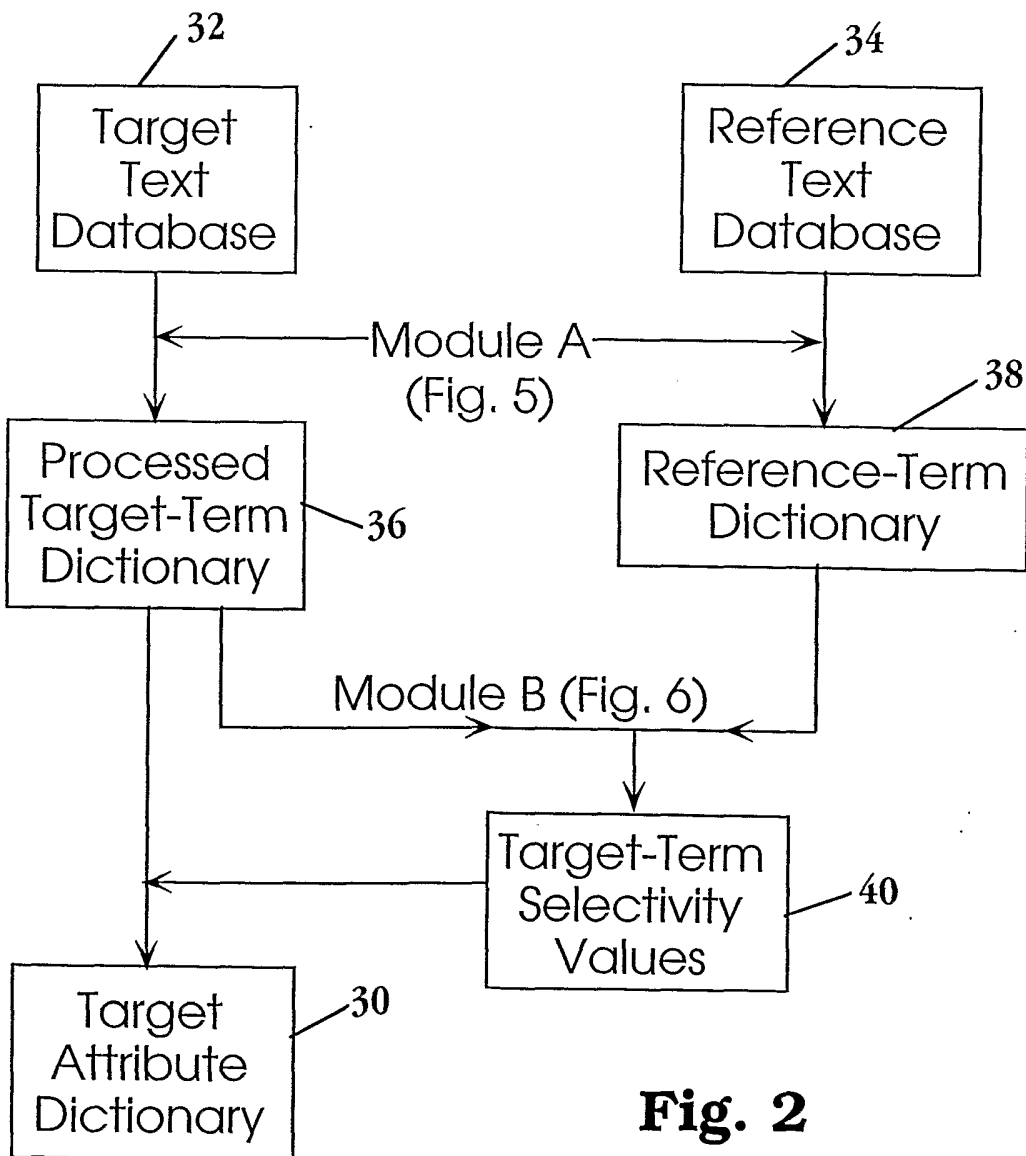 32
34
Target
Text
Database
Reference
Text
Database
Module A
(Fig. 5)
38
Processed
Target-Term
Dictionary
36
Reference-Term
Dictionary
Module B (Fig. 6)
Target-Term
Selectivity
Values
40
30
Target
Attribute
Dictionary
Fig. 2